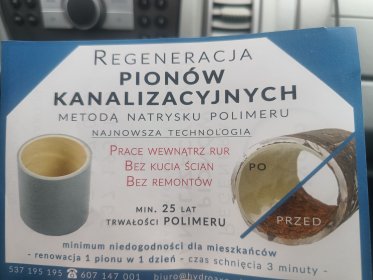 REGENERACJA
PIONÓW
KANALIZACYJNYCH
METODĄ NATRYSKU POLIMERU
NAJNOWSZA TECHNOLOGIA
PRACE WEWNĄTRZ RUR
BEZ KUCIA ŚCIAN
BEZ REMONTÓW
PO
PRZED
MIN. 25 LAT
TRWAŁOŚCI POLIMERU
minimum niedogodności dla mieszkańców
- renowacja 1 pionu w 1 dzień - czas schnięcia 3 minuty -
537 195 195 607 147 001